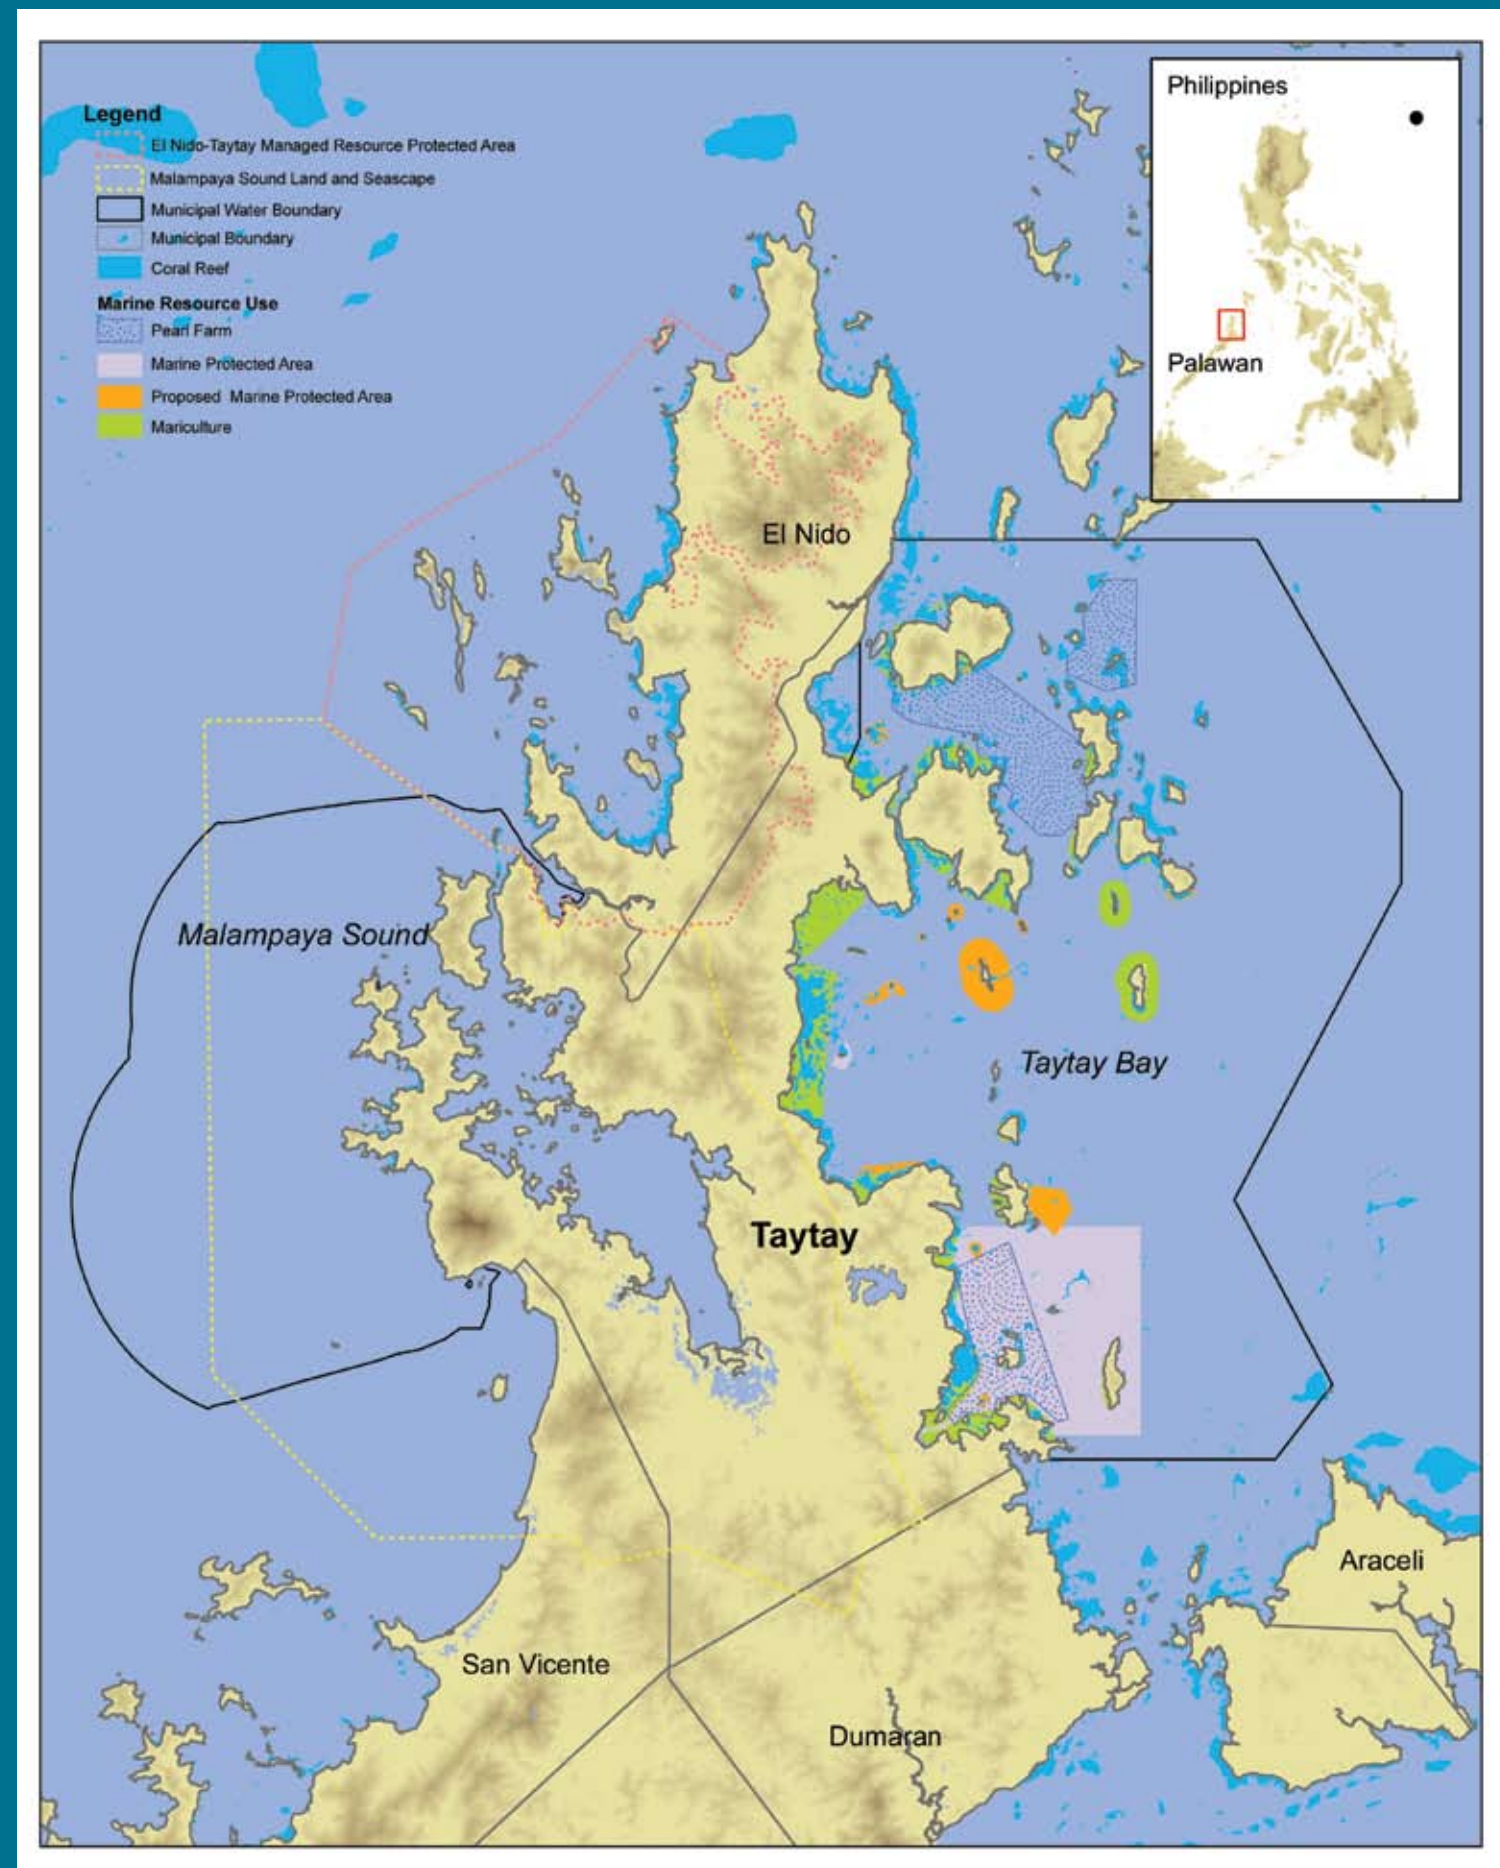 Legend
El Nido-Taytay Managed Resource Protected Area
Malampaya Sound Land and Seascape
Municipal Water Boundary
Municipal Boundary
Coral Reef
Marine Resource Use
Pearl Farm
Marine Protected Area
Proposed Marine Protected Area
Mariculture
Philippines
Palawan
El Nido
Malampaya Sound
Taytay Bay
Taytay
Araceli
San Vicente
Dumaran